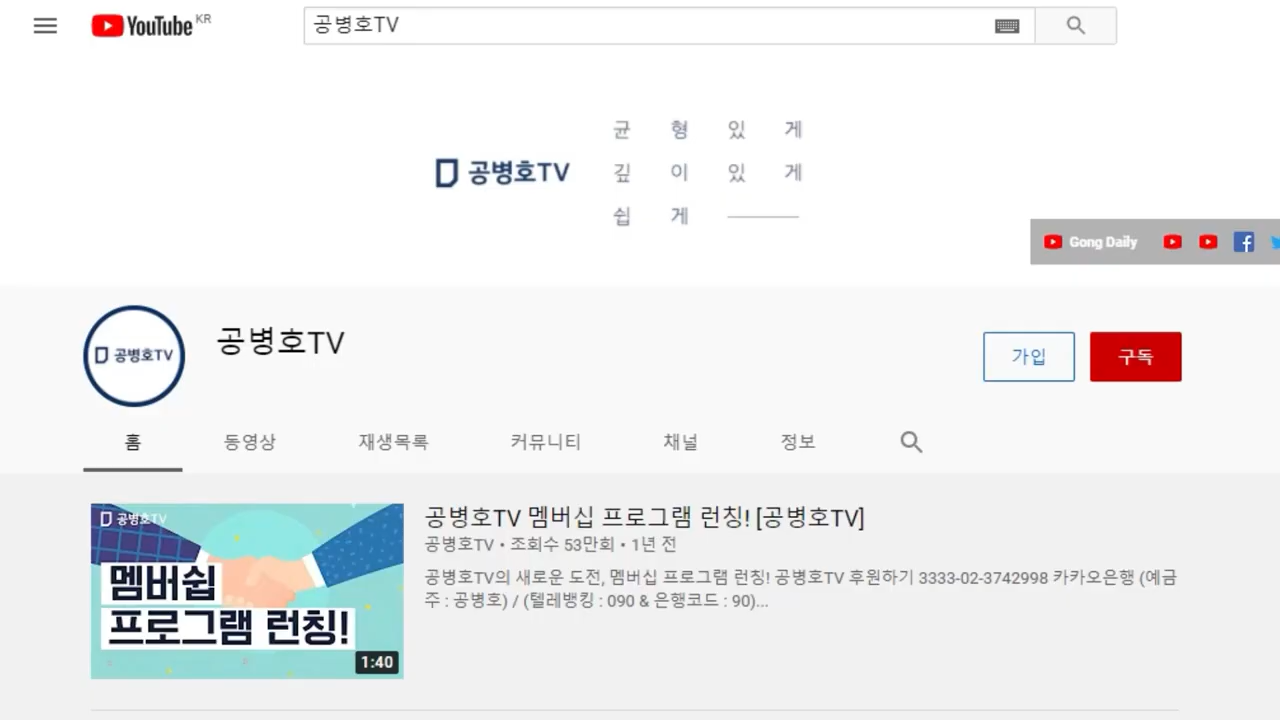 YouTube KR
공병호TV
균 형 있 게
공병호TV
깊 이 있 게
쉽 게
Gong Daily
공병호TV
공병호TV
가입
구독
홈 동영상 재생목록 커뮤니티 채널 정보
공병호TV
멤버쉽
프로그램 런칭!
1:40
공병호TV 멤버십 프로그램 런칭! [공병호TV]
공병호TV • 조회수 53만회 • 1년 전
공병호TV의 새로운 도전, 멤버십 프로그램 런칭! 공병호TV 후원하기 3333-02-3742998 카카오은행 (예금
주 : 공병호) / (텔레뱅킹 : 090 & 은행코드 : 90)...